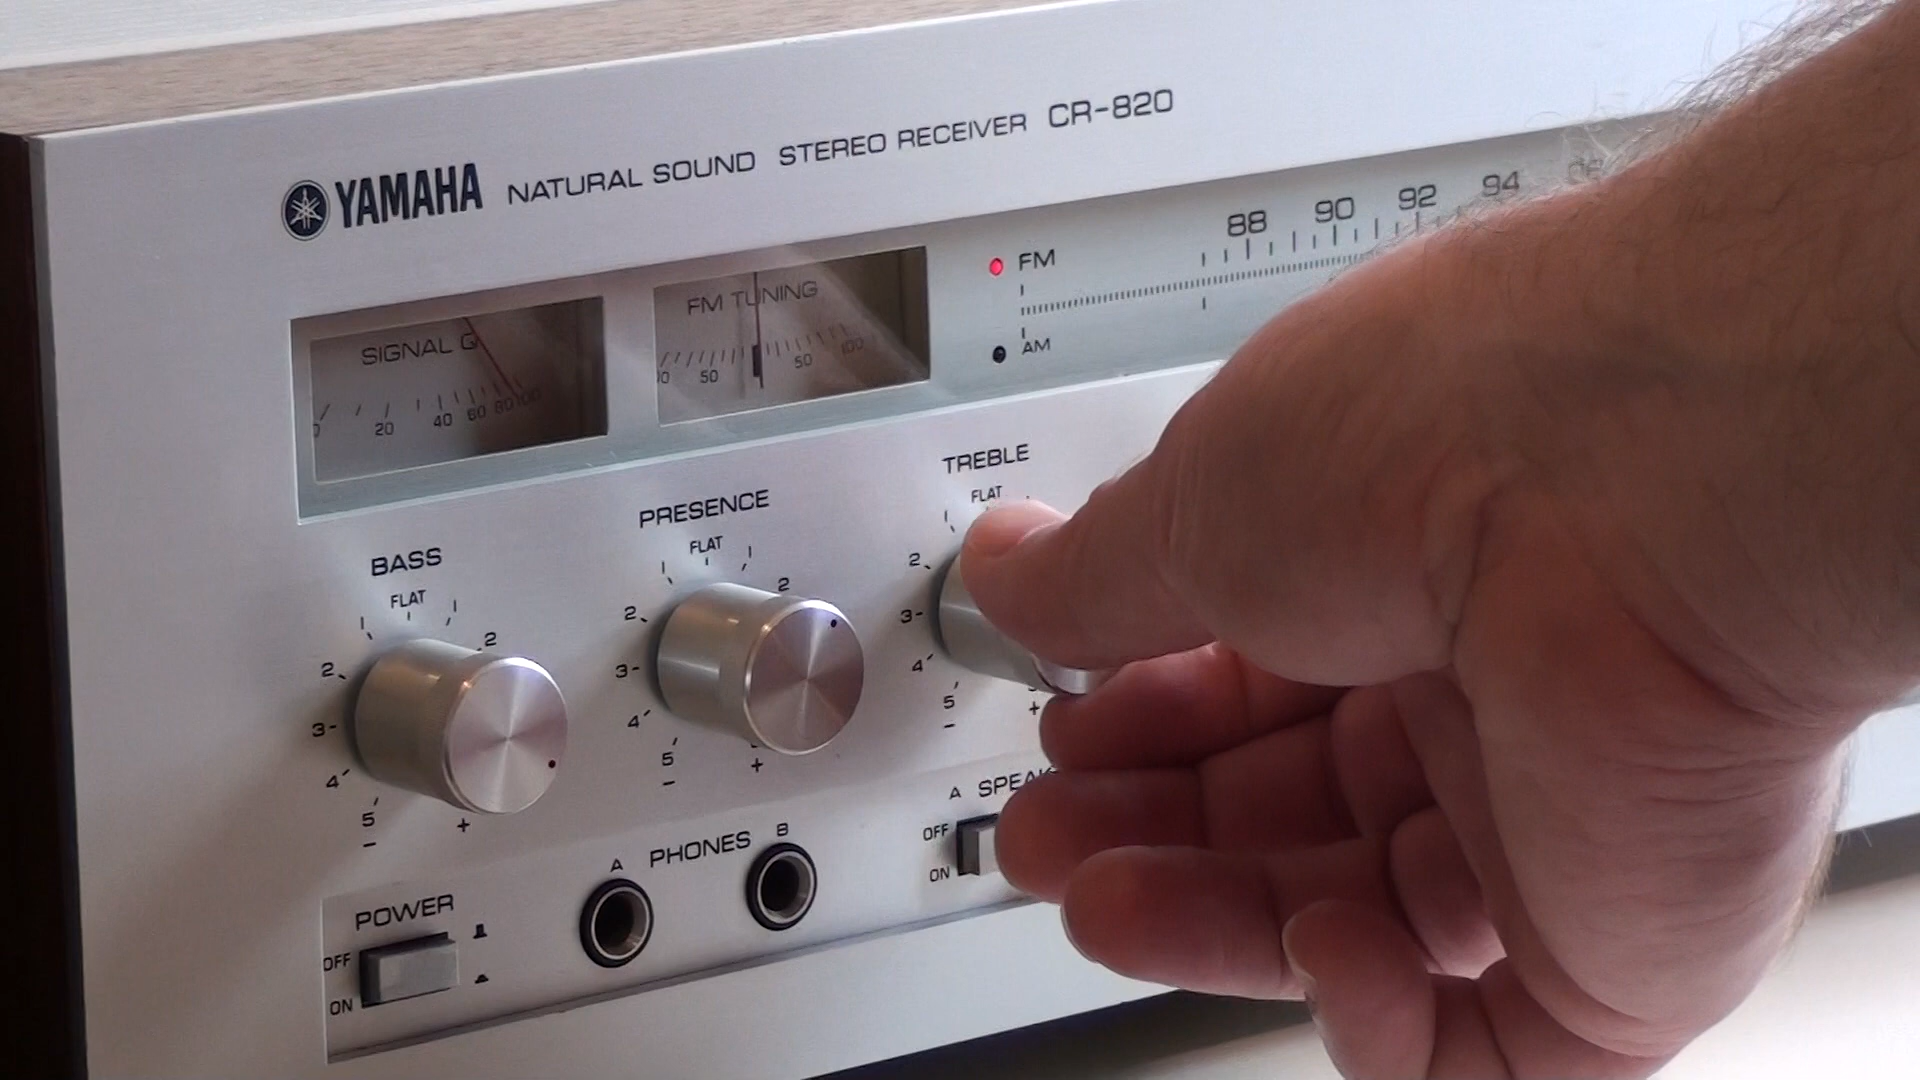 YAMAHA NATURAL SOUND STEREO RECEIVER CR-820
88 90 92 94
FM
AM
SIGNAL Q
20 40 60 80 100
FM TUNING
50 50 100
BASS
FLAT
2 2
3
4
5
- +
PRESENCE
FLAT
2 2
3
4
5
- +
TREBLE
FLAT
2
3
4
5
- +
POWER
OFF
ON
A PHONES B
A
OFF
ON